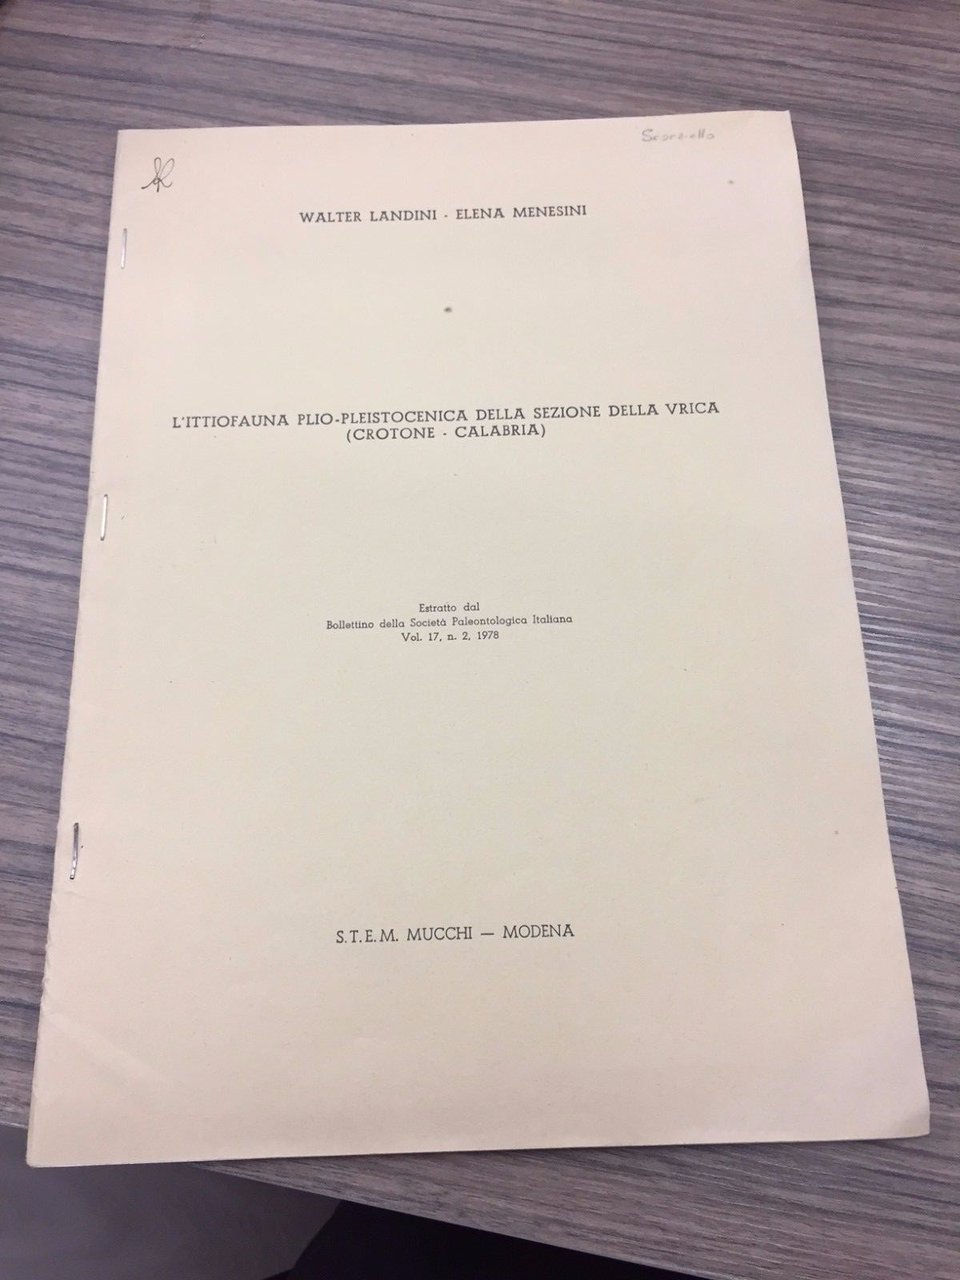 WALTER LANDINI - ELENA MENESINI
L'ITTIOFAUNA PLIO-PLEISTOCENICA DELLA SEZIONE DELLA VRICA
(CROTONE - CALABRIA)
Estratto dal
Bollettino della Società Paleontologica Italiana
Vol. 17, n. 2, 1978
S.T.E.M. MUCCHI — MODENA